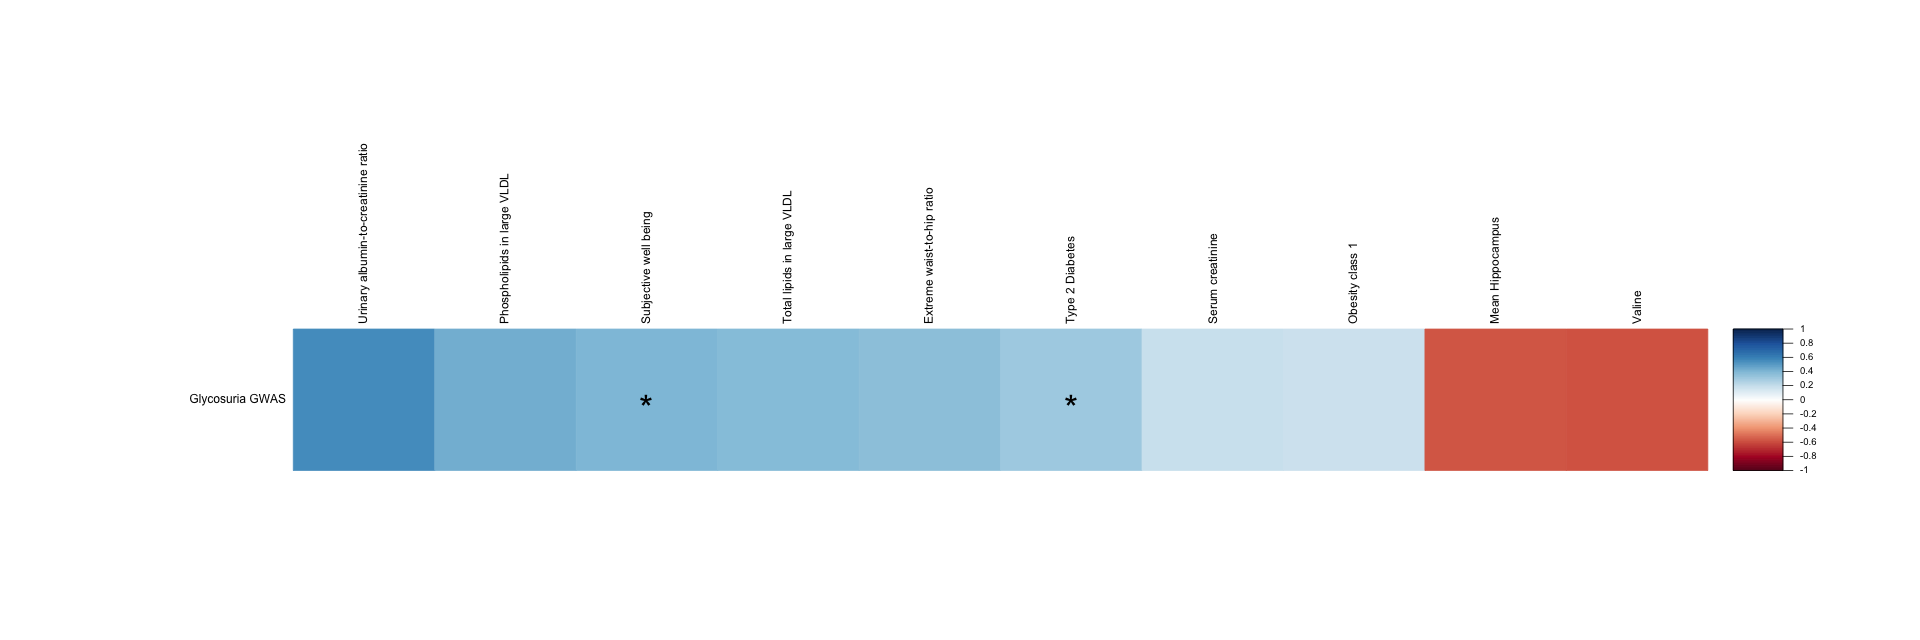 Urinary albumin-to-creatinine ratio
Phospholipids in large VLDL
Subjective well being
Total lipids in large VLDL
Extreme waist-to-hip ratio
Type 2 Diabetes
Serum creatinine
Obesity class 1
Mean Hippocampus
Valine
Glycosuria GWAS
*
*
1
0.8
0.6
0.4
0.2
0
-0.2
-0.4
-0.6
-0.8
-1